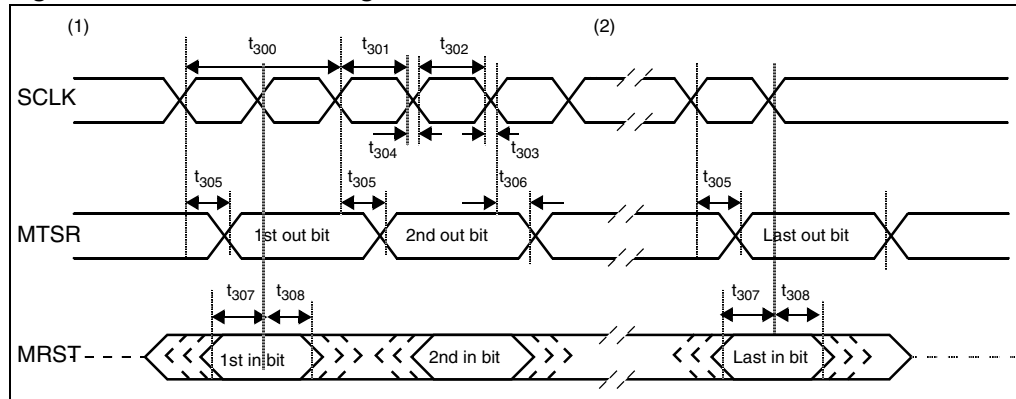 (1) (2)
t300 t301 t302
SCLK
t304 t303
t305 t305 t306 t305
MTSR 1st out bit 2nd out bit Last out bit
t307 t308 t307 t308
MRST 1st in bit 2nd in bit Last in bit